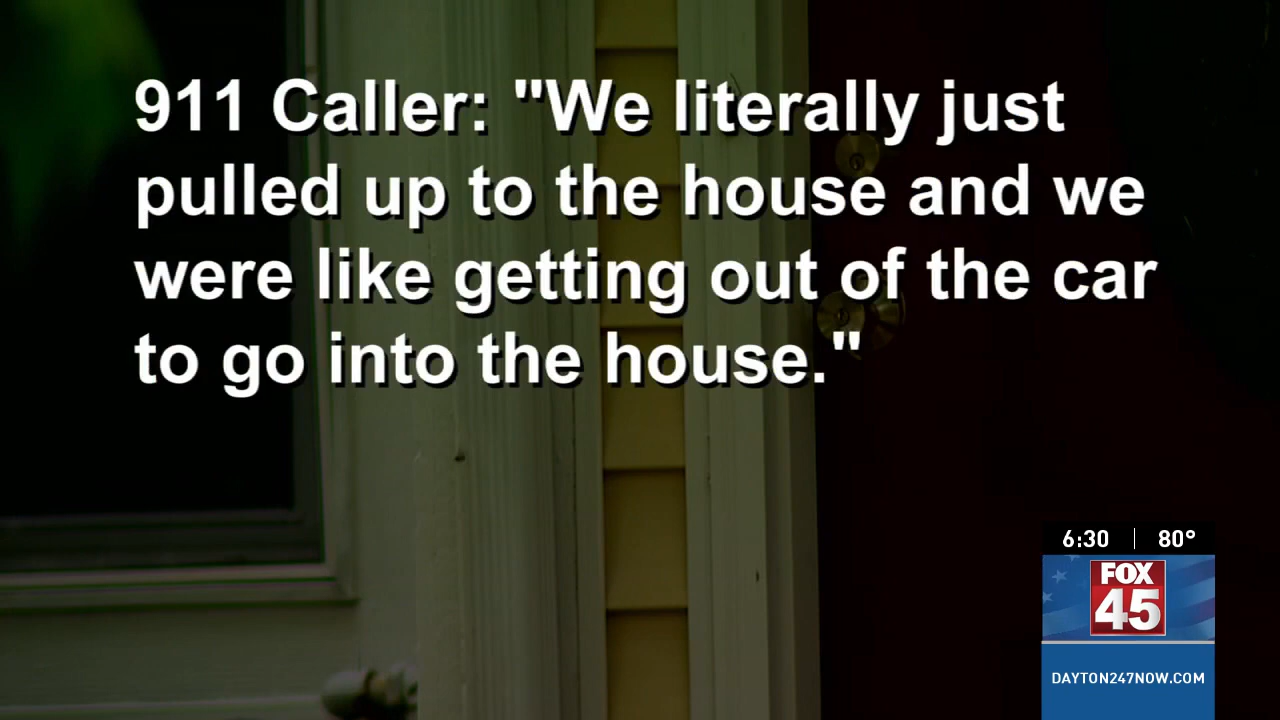 911 Caller: "We literally just
pulled up to the house and we
were like getting out of the car
to go into the house."
6:30 | 80°
FOX
45
DAYTON247NOW.COM